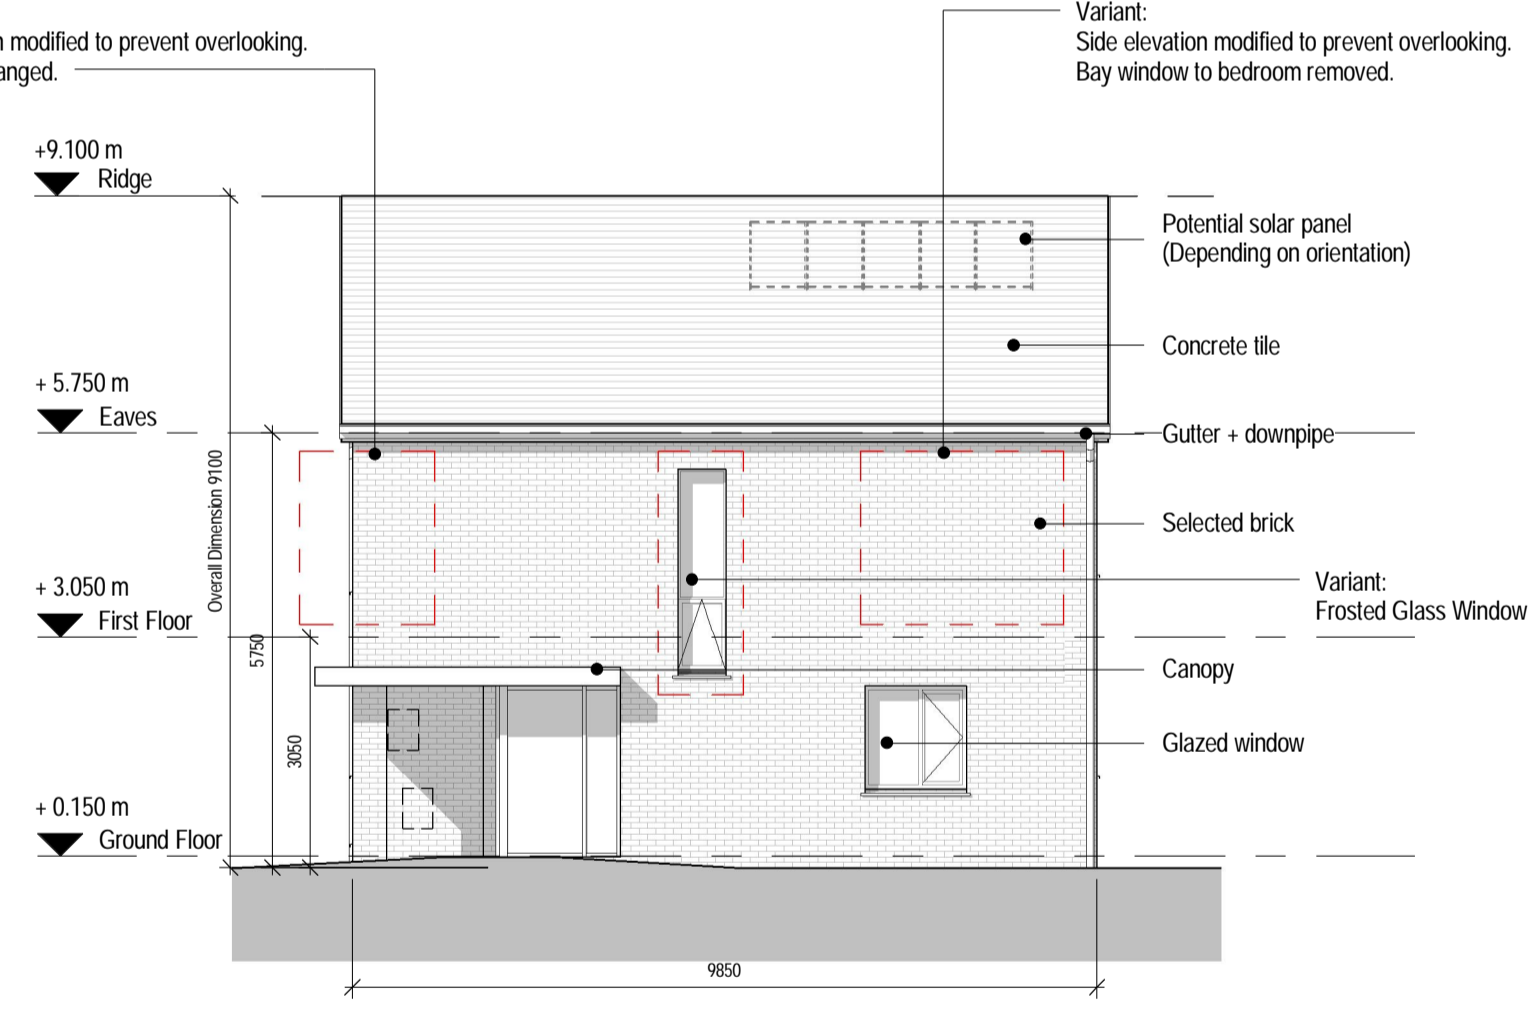 modified to prevent overlooking.
Variant:
Side elevation modified to prevent overlooking.
Bay window to bedroom removed.
+9.100 m
Ridge
Potential solar panel
(Depending on orientation)
Concrete tile
+ 5.750 m
Eaves
Gutter + downpipe
Overall Dimension 9100
Selected brick
+ 3.050 m
First Floor
Variant:
Frosted Glass Window
5750
Canopy
3050
Glazed window
+ 0.150 m
Ground Floor
9850